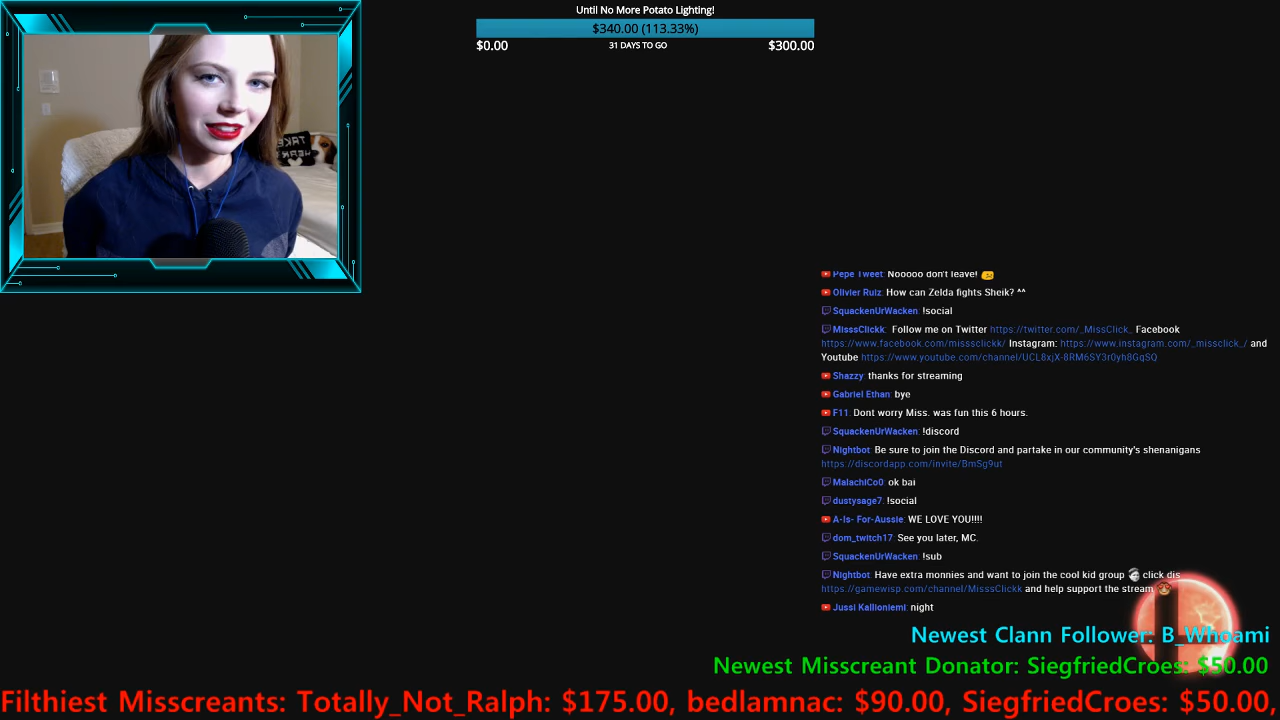 Until No More Potato Lighting!
$340.00 (113.33%)
$0.00 31 DAYS TO GO $300.00
Pepe Tweet: Nooooo don't leave!
Olivier Ruiz: How can Zelda fights Sheik? ^^
SquackenUrWacken: !social
MisssClickk: Follow me on Twitter https://twitter.com/_MissClick_ Facebook
https://www.facebook.com/misssclickk/ Instagram: https://www.instagram.com/_missclick_/ and
Youtube https://www.youtube.com/channel/UCL8xjX-8RM6SY3r0yh8GqSQ
Shazzy: thanks for streaming
Gabriel Ethan: bye
F11: Dont worry Miss. was fun this 6 hours.
SquackenUrWacken: !discord
Nightbot: Be sure to join the Discord and partake in our community's shenanigans
https://discordapp.com/invite/BmSg9ut
MalachiCo0: ok bai
dustysage7: !social
A-Is- For-Aussie: WE LOVE YOU!!!!
dom_twitch17: See you later, MC.
SquackenUrWacken: !sub
Nightbot: Have extra monnies and want to join the cool kid group click dis
https://gamewisp.com/channel/MisssClickk and help support the stream
Jussi Kallioniemi: night
Newest Clann Follower: B_Whoami
Newest Misscreant Donator: SiegfriedCroes: $50.00
Filthiest Misscreants: Totally_Not_Ralph: $175.00, bedlamnac: $90.00, SiegfriedCroes: $50.00,